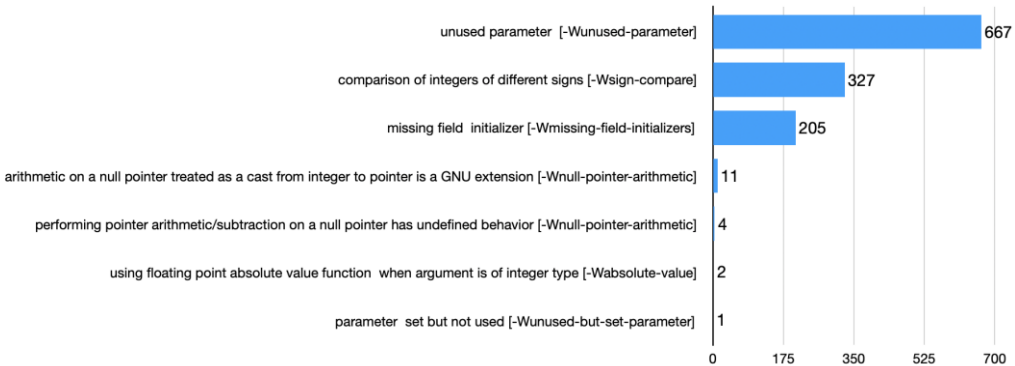 unused parameter  [-Wunused-parameter] 667
comparison of integers of different signs [-Wsign-compare] 327
missing field  initializer [-Wmissing-field-initializers] 205
arithmetic on a null pointer treated as a cast from integer to pointer is a GNU extension [-Wnull-pointer-arithmetic] 11
performing pointer arithmetic/subtraction on a null pointer has undefined behavior [-Wnull-pointer-arithmetic] 4
using floating point absolute value function  when argument is of integer type [-Wabsolute-value] 2
parameter  set but not used [-Wunused-but-set-parameter] 1
0 175 350 525 700